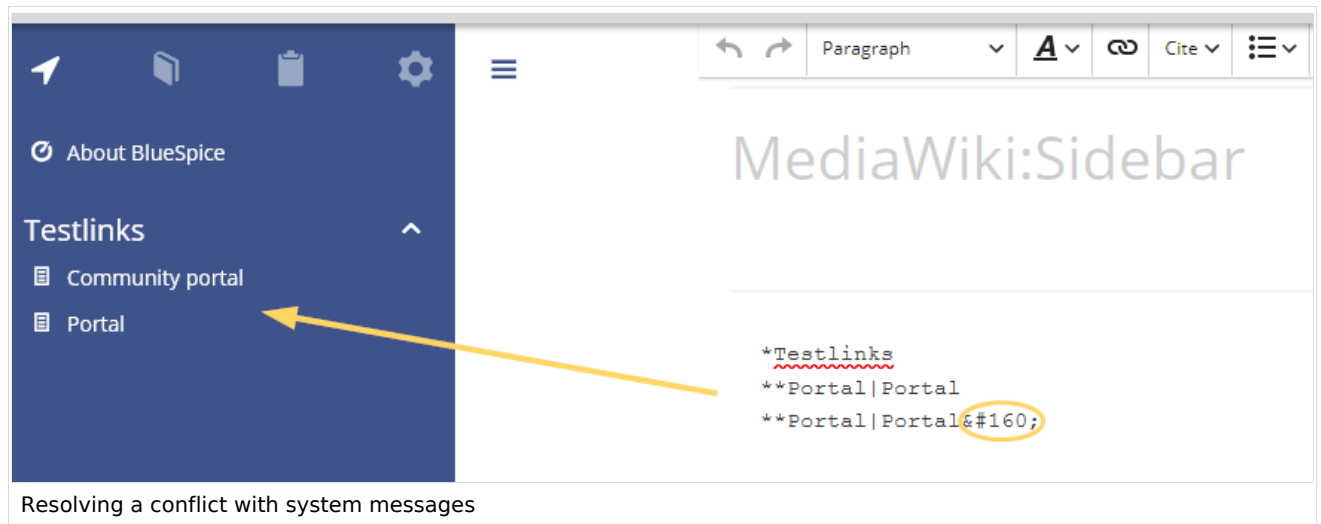 Paragraph
A
Cite
About BlueSpice
MediaWiki:Sidebar
Testlinks
Community portal
Portal
*Testlinks
**Portal|Portal
**Portal|Portal&#160;
Resolving a conflict with system messages